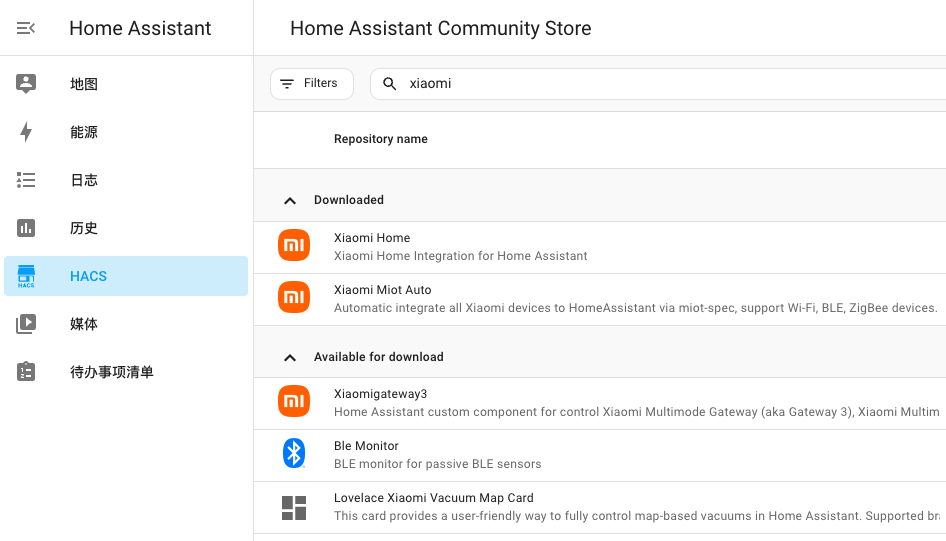 Home Assistant
Home Assistant Community Store
地图
能源
日志
历史
HACS
HACS
媒体
待办事项清单
Filters
xiaomi
Repository name
Downloaded
Xiaomi Home
Xiaomi Home Integration for Home Assistant
Xiaomi Miot Auto
Automatic integrate all Xiaomi devices to HomeAssistant via miot-spec, support Wi-Fi, BLE, ZigBee devices.
Available for download
Xiaomigateway3
Home Assistant custom component for control Xiaomi Multimode Gateway (aka Gateway 3), Xiaomi Multim
Ble Monitor
BLE monitor for passive BLE sensors
Lovelace Xiaomi Vacuum Map Card
This card provides a user-friendly way to fully control map-based vacuums in Home Assistant. Supported bra